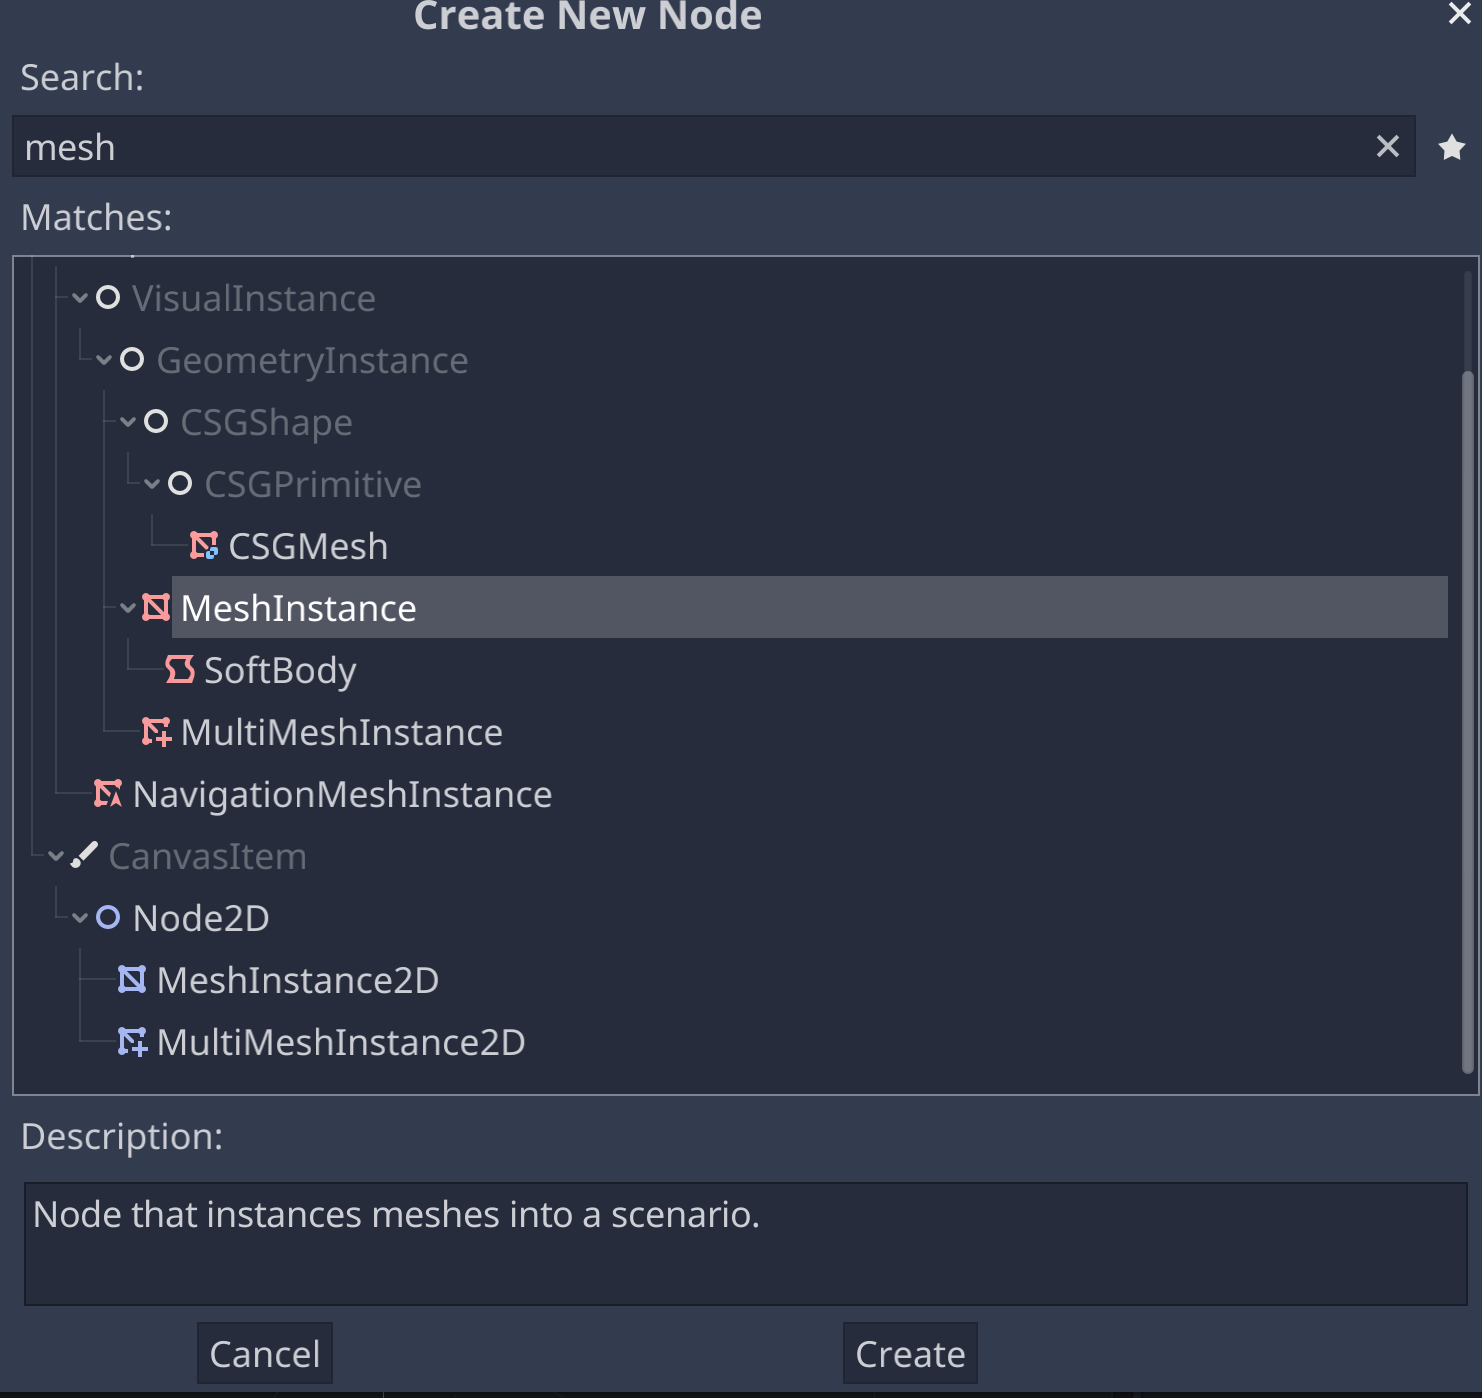 Create New Node
Search:
mesh
Matches:
VisualInstance
GeometryInstance
CSGShape
CSGPrimitive
CSGMesh
MeshInstance
SoftBody
MultiMeshInstance
NavigationMeshInstance
CanvasItem
Node2D
MeshInstance2D
MultiMeshInstance2D
Description:
Node that instances meshes into a scenario.
Cancel
Create